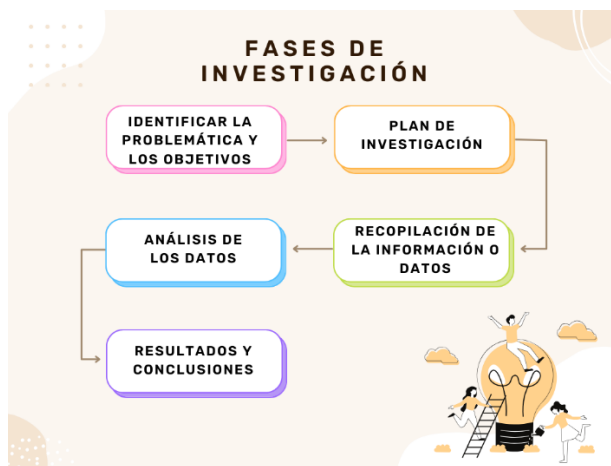 FASES DE
INVESTIGACIÓN
IDENTIFICAR LA
PROBLEMÁTICA Y
LOS OBJETIVOS
PLAN DE
INVESTIGACIÓN
RECOPILACIÓN DE
LA INFORMACIÓN O
DATOS
ANÁLISIS DE
LOS DATOS
RESULTADOS Y
CONCLUSIONES